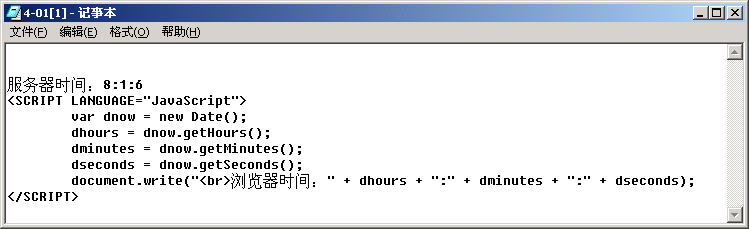 4-01[1] - 记事本
文件(F) 编辑(E) 格式(O) 帮助(H)
服务器时间：8:1:6
<SCRIPT LANGUAGE="JavaScript">
var dnow = new Date();
dhours = dnow.getHours();
dminutes = dnow.getMinutes();
dseconds = dnow.getSeconds();
document.write("<br>浏览器时间：" + dhours + ":" + dminutes + ":" + dseconds);
</SCRIPT>